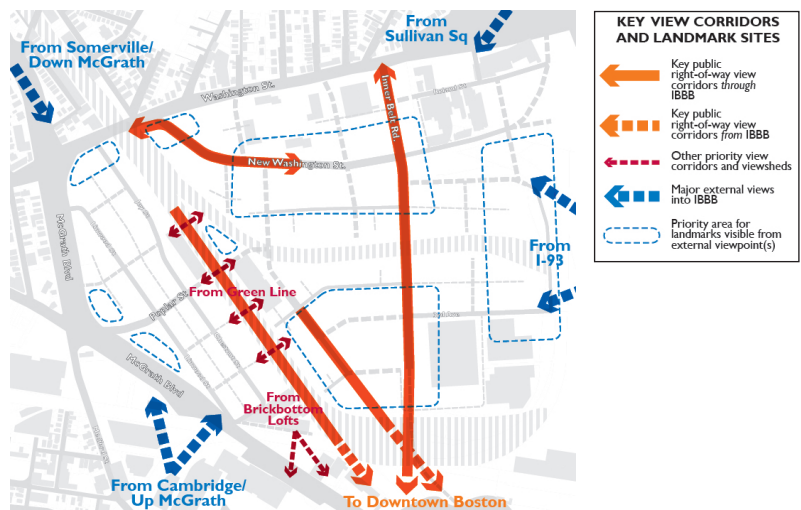 From Somerville/
Down McGrath
From
Sullivan Sq
Washington St.
Inner Belt Rd.
New Washington St.
McGrath Blvd
From
I-93
From Green Line
Poplar St.
McGrath Blvd
From
Brickbottom
Lofts
From Cambridge/
Up McGrath
To Downtown Boston
KEY VIEW CORRIDORS
AND LANDMARK SITES
Key public
right-of-way view
corridors through
IBBB
Key public
right-of-way view
corridors from IBBB
Other priority view
corridors and viewsheds
Major external views
into IBBB
Priority area for
landmarks visible from
external viewpoint(s)